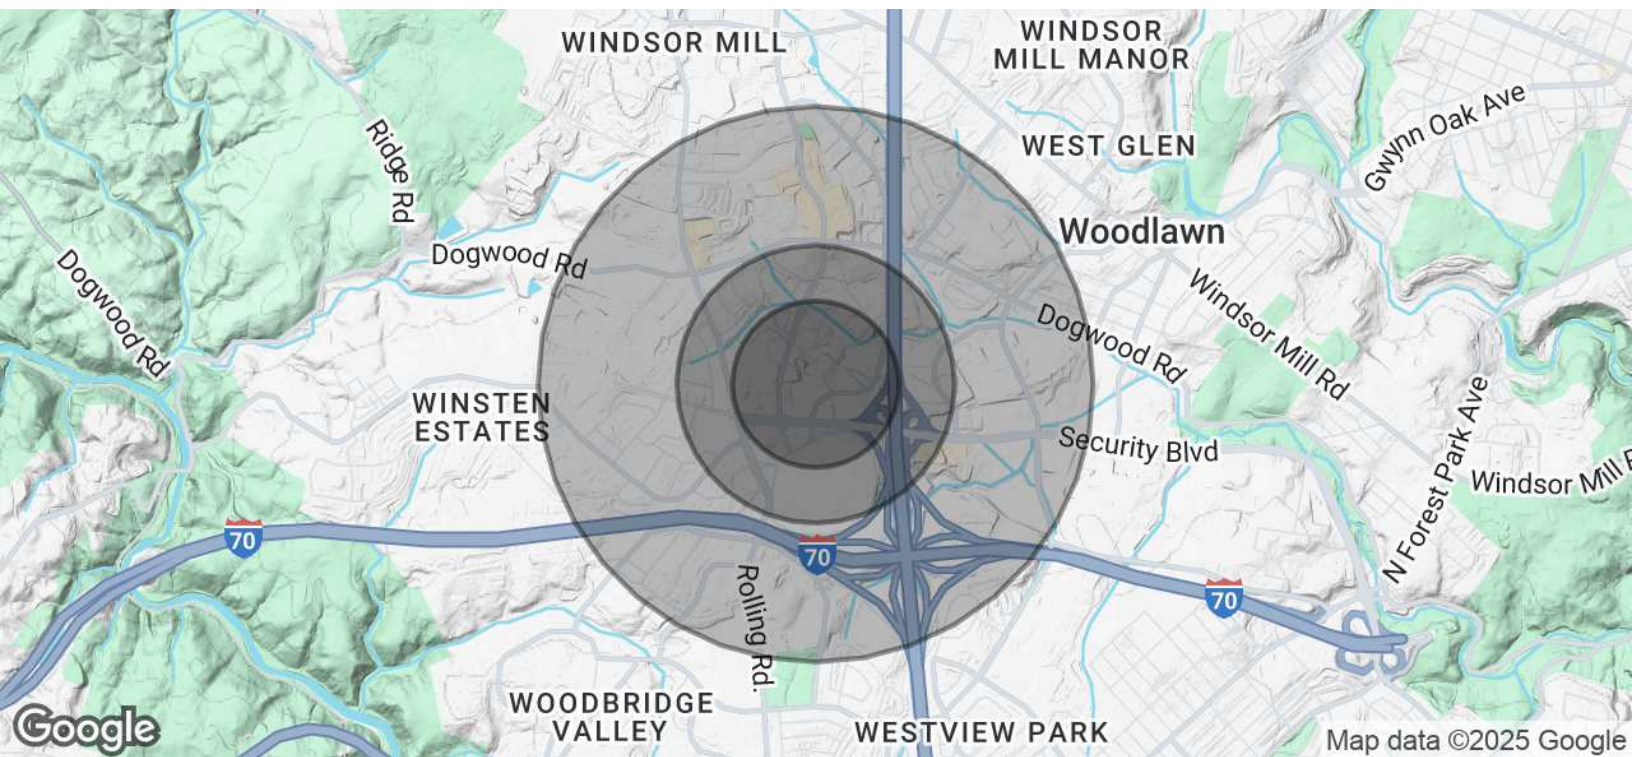 WINDSOR MILL
WINDSOR
MILL MANOR
Gwynn Oak Ave
Ridge Rd
WEST GLEN
Woodlawn
Dogwood Rd
Dogwood Rd
Windsor Mill Rd
Dogwood Rd
WINSTEN
ESTATES
Security Blvd
N Forest Park Ave
Windsor Mill R
70
70
70
Rolling Rd.
WOODBRIDGE
VALLEY
WESTVIEW PARK
Google
Map data ©2025 Google